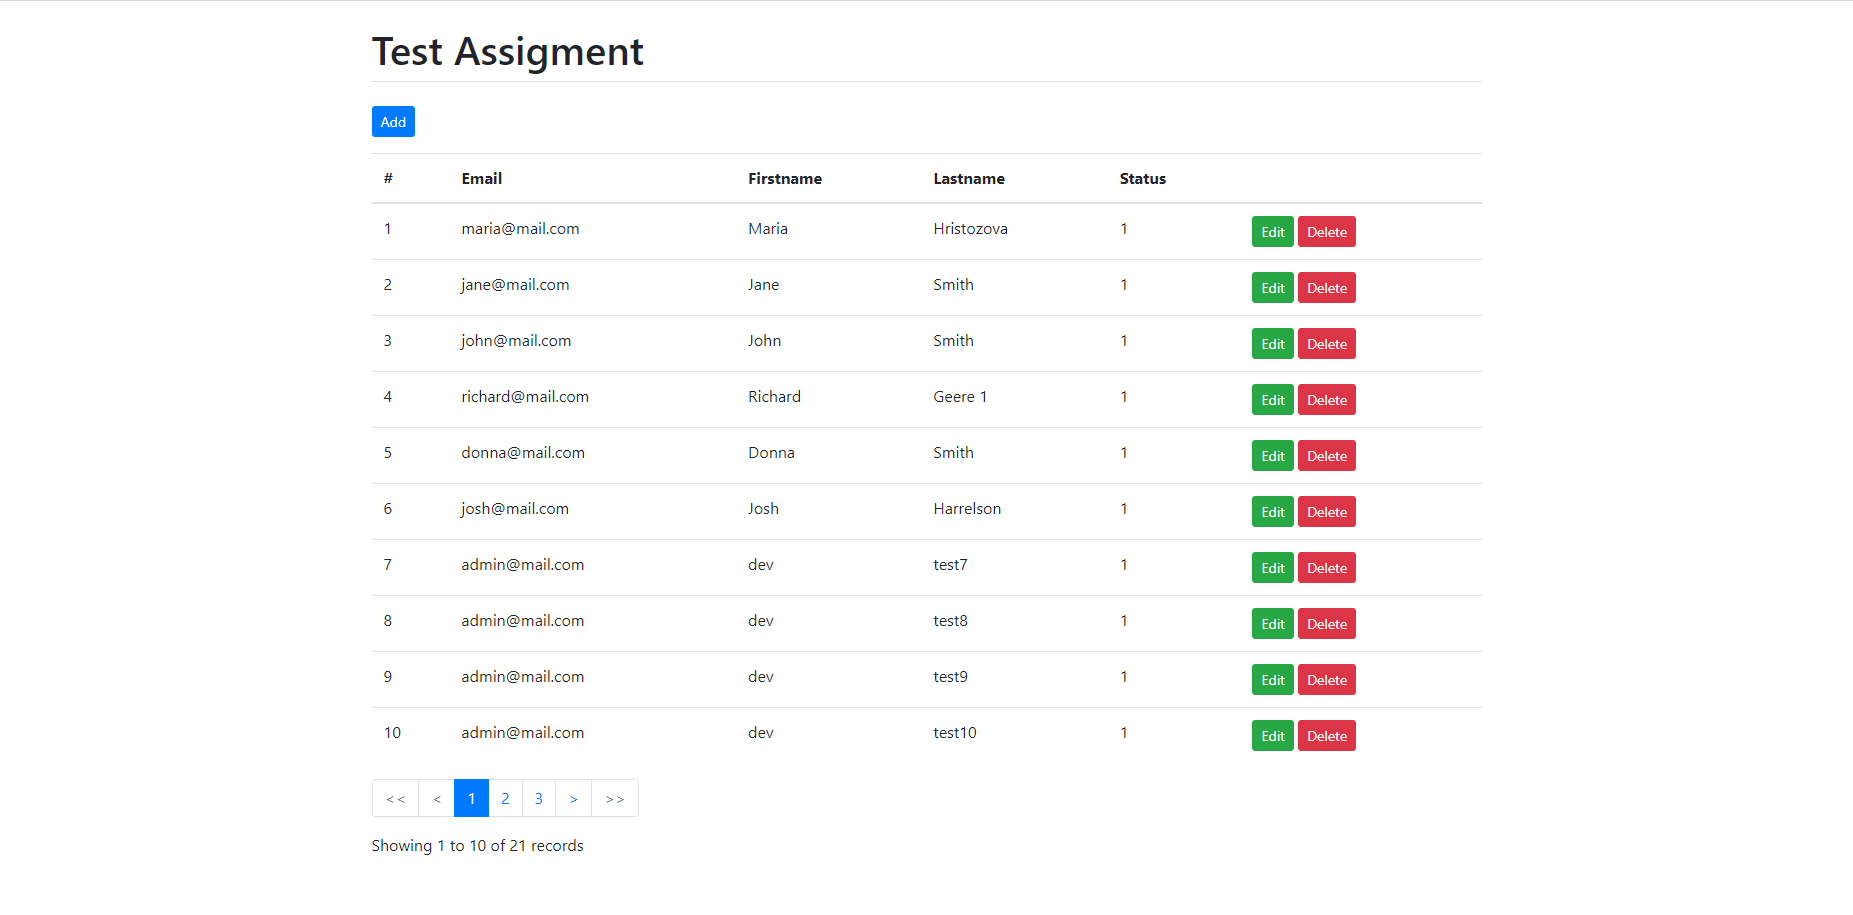 Test Assigment
Add
# Email Firstname Lastname Status
1 maria@mail.com Maria Hristozova 1 Edit Delete
2 jane@mail.com Jane Smith 1 Edit Delete
3 john@mail.com John Smith 1 Edit Delete
4 richard@mail.com Richard Geere 1 1 Edit Delete
5 donna@mail.com Donna Smith 1 Edit Delete
6 josh@mail.com Josh Harrelson 1 Edit Delete
7 admin@mail.com dev test7 1 Edit Delete
8 admin@mail.com dev test8 1 Edit Delete
9 admin@mail.com dev test9 1 Edit Delete
10 admin@mail.com dev test10 1 Edit Delete
<< < 1 2 3 > >>
Showing 1 to 10 of 21 records